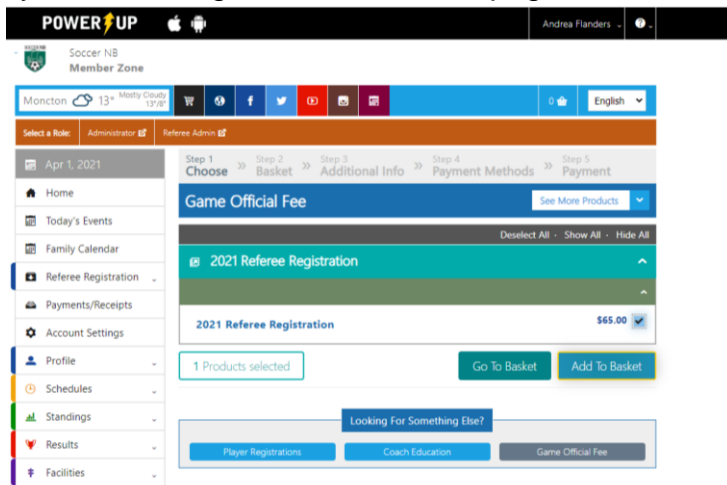 POWER UP
Andrea Flanders
?
Soccer NB
Member Zone
Moncton 13° Mostly Cloudy 13°/8°
0
English
Select a Role: Administrator Referee Admin
Apr 1, 2021
Home
Today's Events
Family Calendar
Referee Registration
Payments/Receipts
Account Settings
Profile
Schedules
Standings
Results
Facilities
Step 1 Choose » Step 2 Basket » Step 3 Additional Info » Step 4 Payment Methods » Step 5 Payment
Game Official Fee
See More Products
Deselect All · Show All · Hide All
2021 Referee Registration
2021 Referee Registration $65.00
1 Products selected
Go To Basket
Add To Basket
Looking For Something Else?
Player Registrations
Coach Education
Game Official Fee